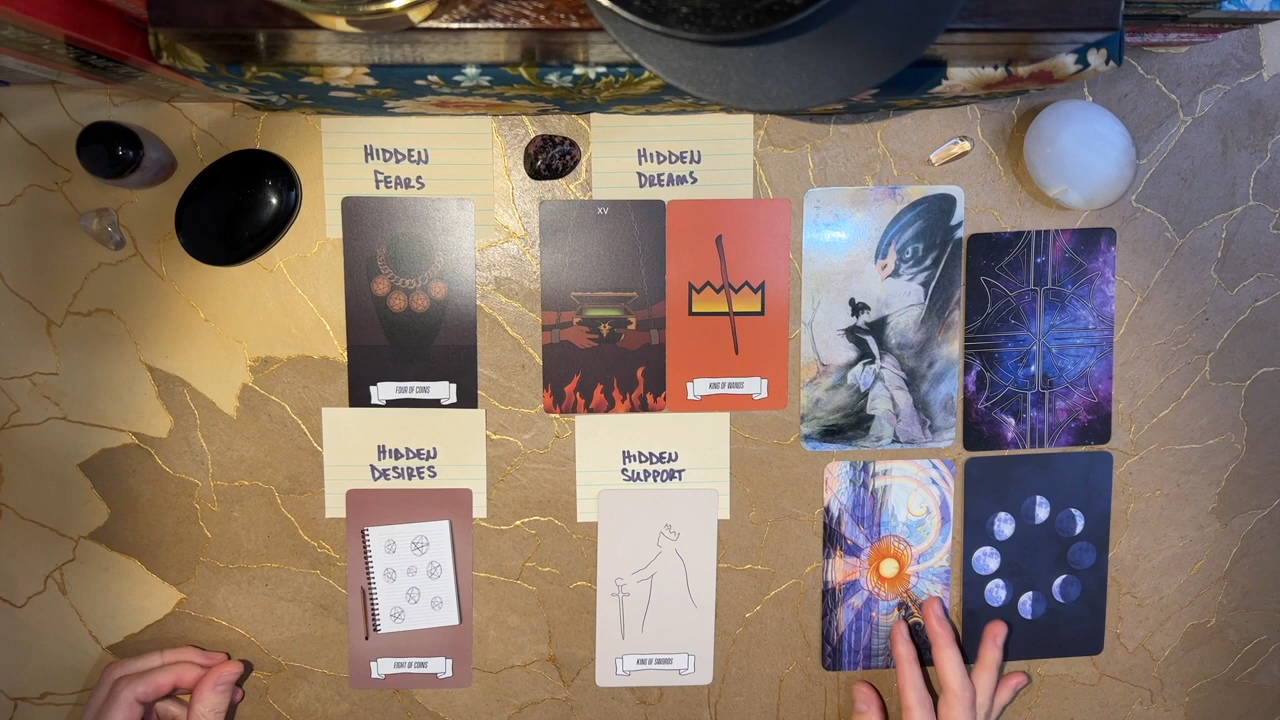 HIDDEN
FEARS
HIDDEN
DREAMS
XV
FOUR OF COINS
KING OF WANDS
HIDDEN
DESIRES
HIDDEN
SUPPORT
EIGHT OF COINS
KING OF SWORDS